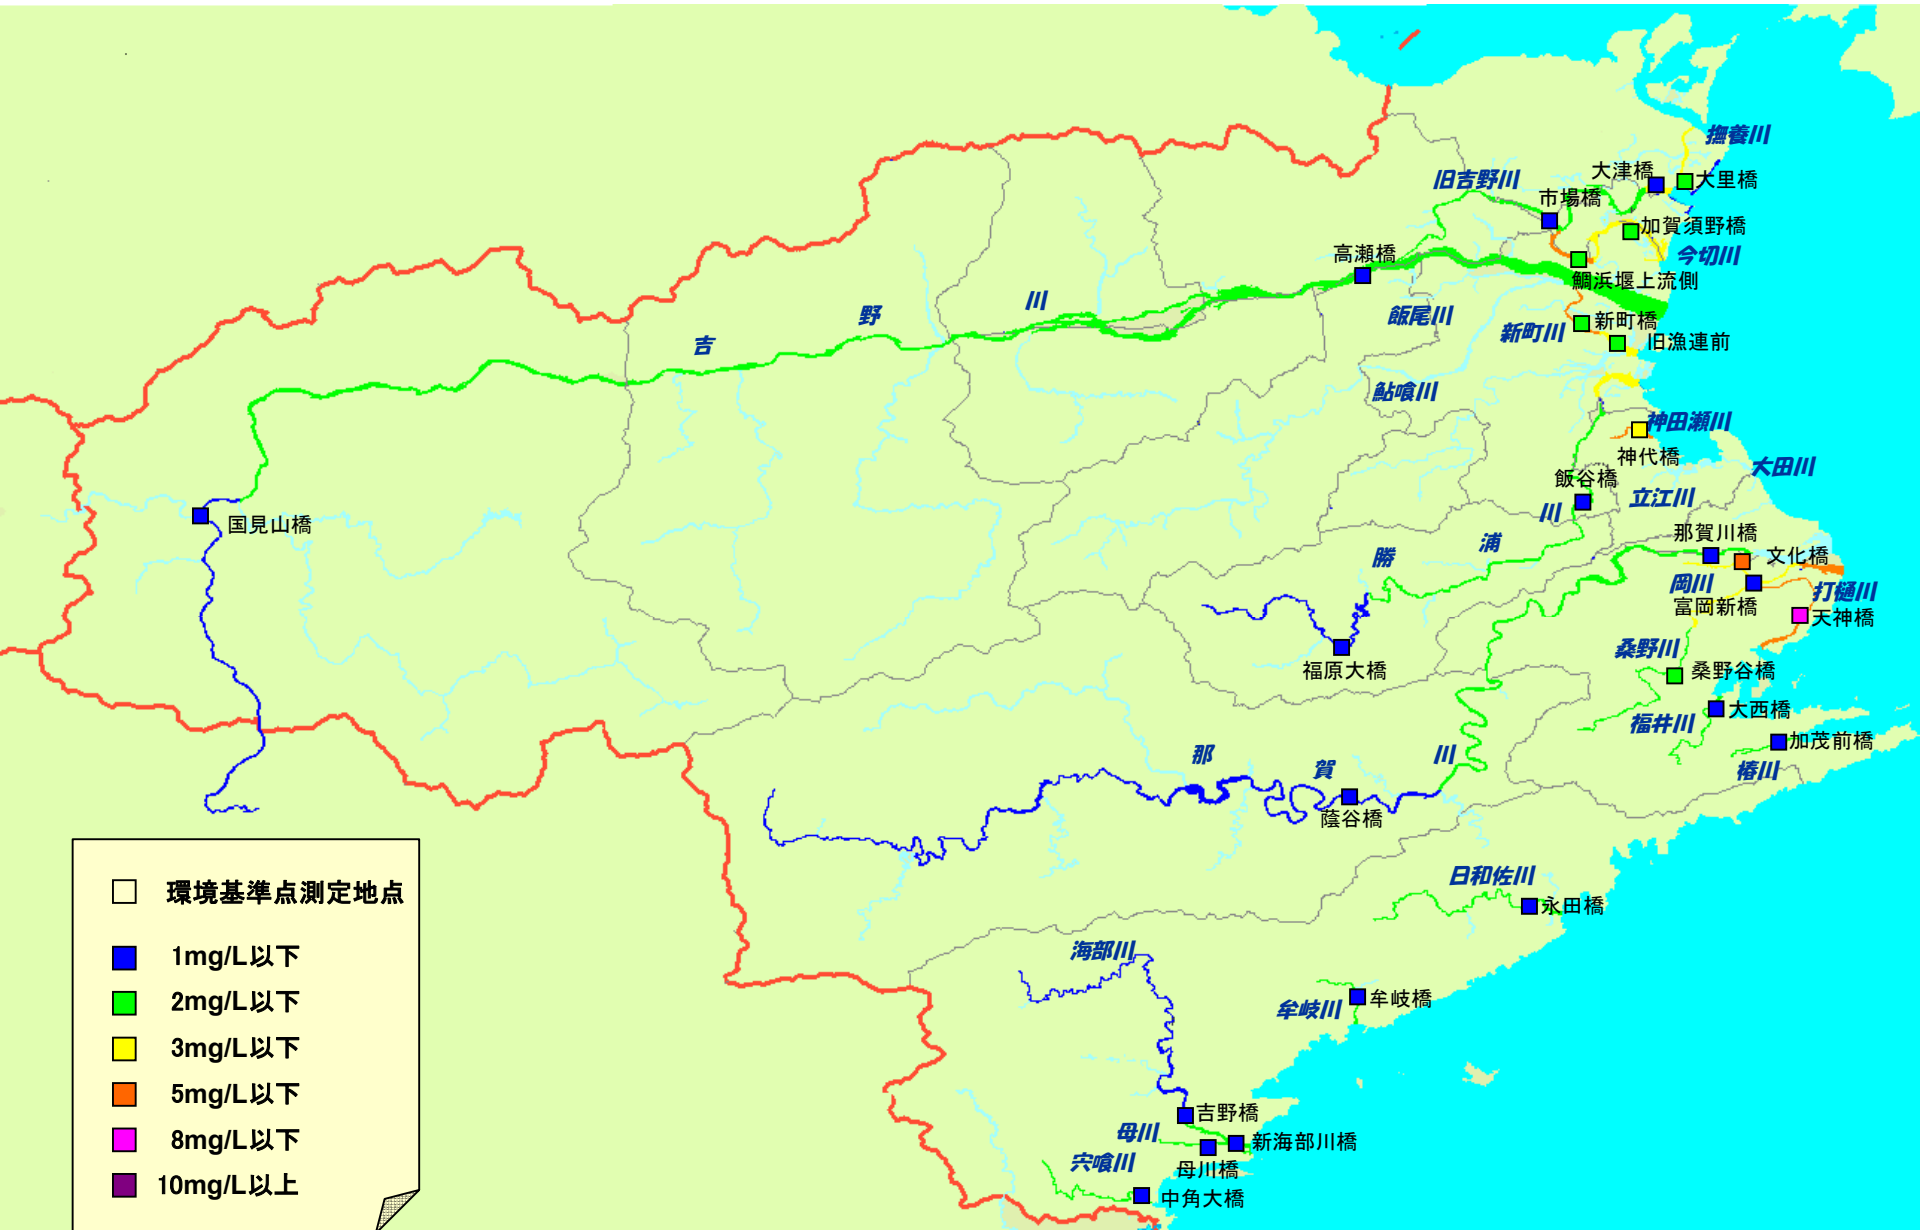 撫養川
大津橋
大里橋
旧吉野川
市場橋
加賀須野橋
今切川
高瀬橋
鯛浜堰上流側
吉野川
飯尾川
新町川
新町橋
旧漁連前
鮎喰川
神田瀬川
神代橋
大田川
飯谷橋
立江川
国見山橋
勝浦川
那賀川橋
文化橋
岡川
富岡新橋
打樋川
天神橋
福原大橋
桑野川
桑野谷橋
大西橋
福井川
加茂前橋
椿川
那賀川
蔭谷橋
日和佐川
永田橋
海部川
牟岐川
牟岐橋
吉野橋
母川
新海部川橋
母川橋
宍喰川
中角大橋
環境基準点測定地点
1mg/L以下
2mg/L以下
3mg/L以下
5mg/L以下
8mg/L以下
10mg/L以上